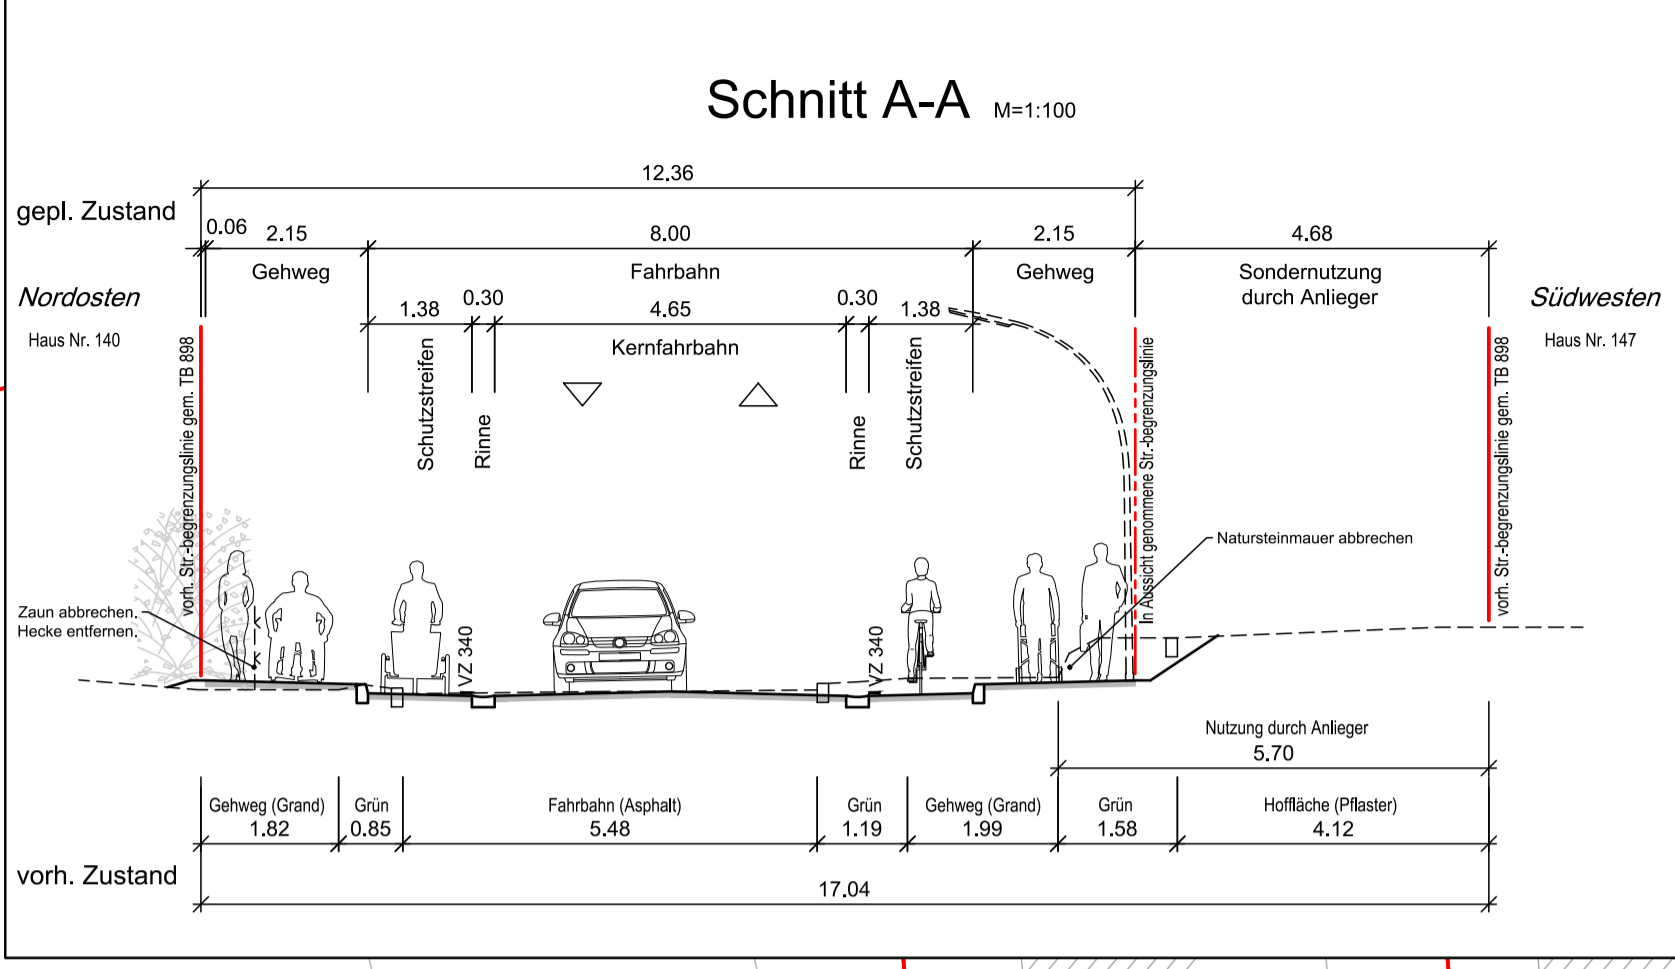 Schnitt A-A M=1:100
12.36
gepl. Zustand
0.06 2.15 8.00 2.15 4.68
Gehweg Fahrbahn Gehweg Sondernutzung
durch Anlieger
Nordosten
Südwesten
1.38 0.30 4.65 0.30 1.38
Haus Nr. 140
Haus Nr. 147
Kernfahrbahn
vorh. Str.-begrenzungslinie gem. TB 898
Schutzstreifen
Rinne
Rinne
Schutzstreifen
In Aussicht genommene Str.-begrenzungslinie
vorh. Str.-begrenzungslinie gem. TB 898
Natursteinmauer abbrechen
Zaun abbrechen.
Hecke entfernen.
VZ 340
VZ 340
Nutzung durch Anlieger
5.70
Gehweg (Grand) Grün Fahrbahn (Asphalt) Grün Gehweg (Grand) Grün Hoffläche (Pflaster)
1.82 0.85 5.48 1.19 1.99 1.58 4.12
vorh. Zustand
17.04